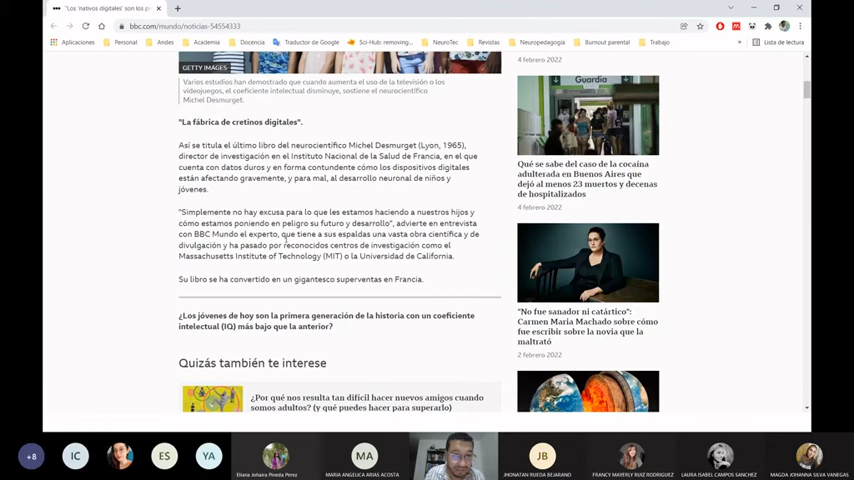 "Los 'nativos digitales' son los p
bbc.com/mundo/noticias-54554333
Aplicaciones
Personal
Andes
Academia
Docencia
Traductor de Google
Sci-Hub: removing...
NeuroTec
Revistas
Neuropedagogía
Burnout parental
Trabajo
»
Lista de lectura
GETTY IMAGES
Varios estudios han demostrado que cuando aumenta el uso de la televisión o los
videojuegos, el coeficiente intelectual disminuye, sostiene el neurocientífico
Michel Desmurget.
"La fábrica de cretinos digitales".
Así se titula el último libro del neurocientífico Michel Desmurget (Lyon, 1965),
director de investigación en el Instituto Nacional de la Salud de Francia, en el que
cuenta con datos duros y en forma contundente cómo los dispositivos digitales
están afectando gravemente, y para mal, al desarrollo neuronal de niños y
jóvenes.
"Simplemente no hay excusa para lo que les estamos haciendo a nuestros hijos y
cómo estamos poniendo en peligro su futuro y desarrollo", advierte en entrevista
con BBC Mundo el experto, que tiene a sus espaldas una vasta obra científica y de
divulgación y ha pasado por reconocidos centros de investigación como el
Massachusetts Institute of Technology (MIT) o la Universidad de California.
Su libro se ha convertido en un gigantesco superventas en Francia.
¿Los jóvenes de hoy son la primera generación de la historia con un coeficiente
intelectual (IQ) más bajo que la anterior?
Quizás también te interese
¿Por qué nos resulta tan difícil hacer nuevos amigos cuando
somos adultos? (y qué puedes hacer para superarlo)
4 febrero 2022
Guardia
Qué se sabe del caso de la cocaína
adulterada en Buenos Aires que
dejó al menos 23 muertos y decenas
de hospitalizados
4 febrero 2022
"No fue sanador ni catártico":
Carmen Maria Machado sobre cómo
fue escribir sobre la novia que la
maltrató
2 febrero 2022
+8
IC
ES
YA
Eliana Johaira Pineda Perez
MA
MARIA ANGELICA ARIAS ACOSTA
JB
JHONATAN RUEDA BEJARANO
FRANCY MAYERLY RUIZ RODRIGUEZ
LAURA ISABEL CAMPOS SANCHEZ
MAGDA JOHANNA SILVA VANEGAS